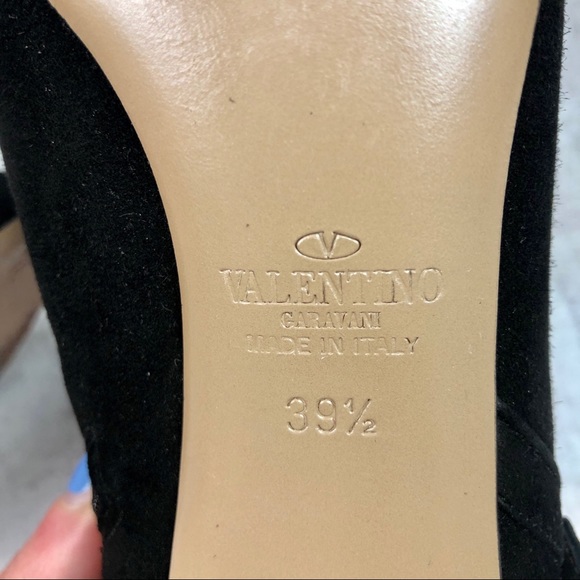 V
VALENTINO
GARAVANI
MADE IN ITALY
39½